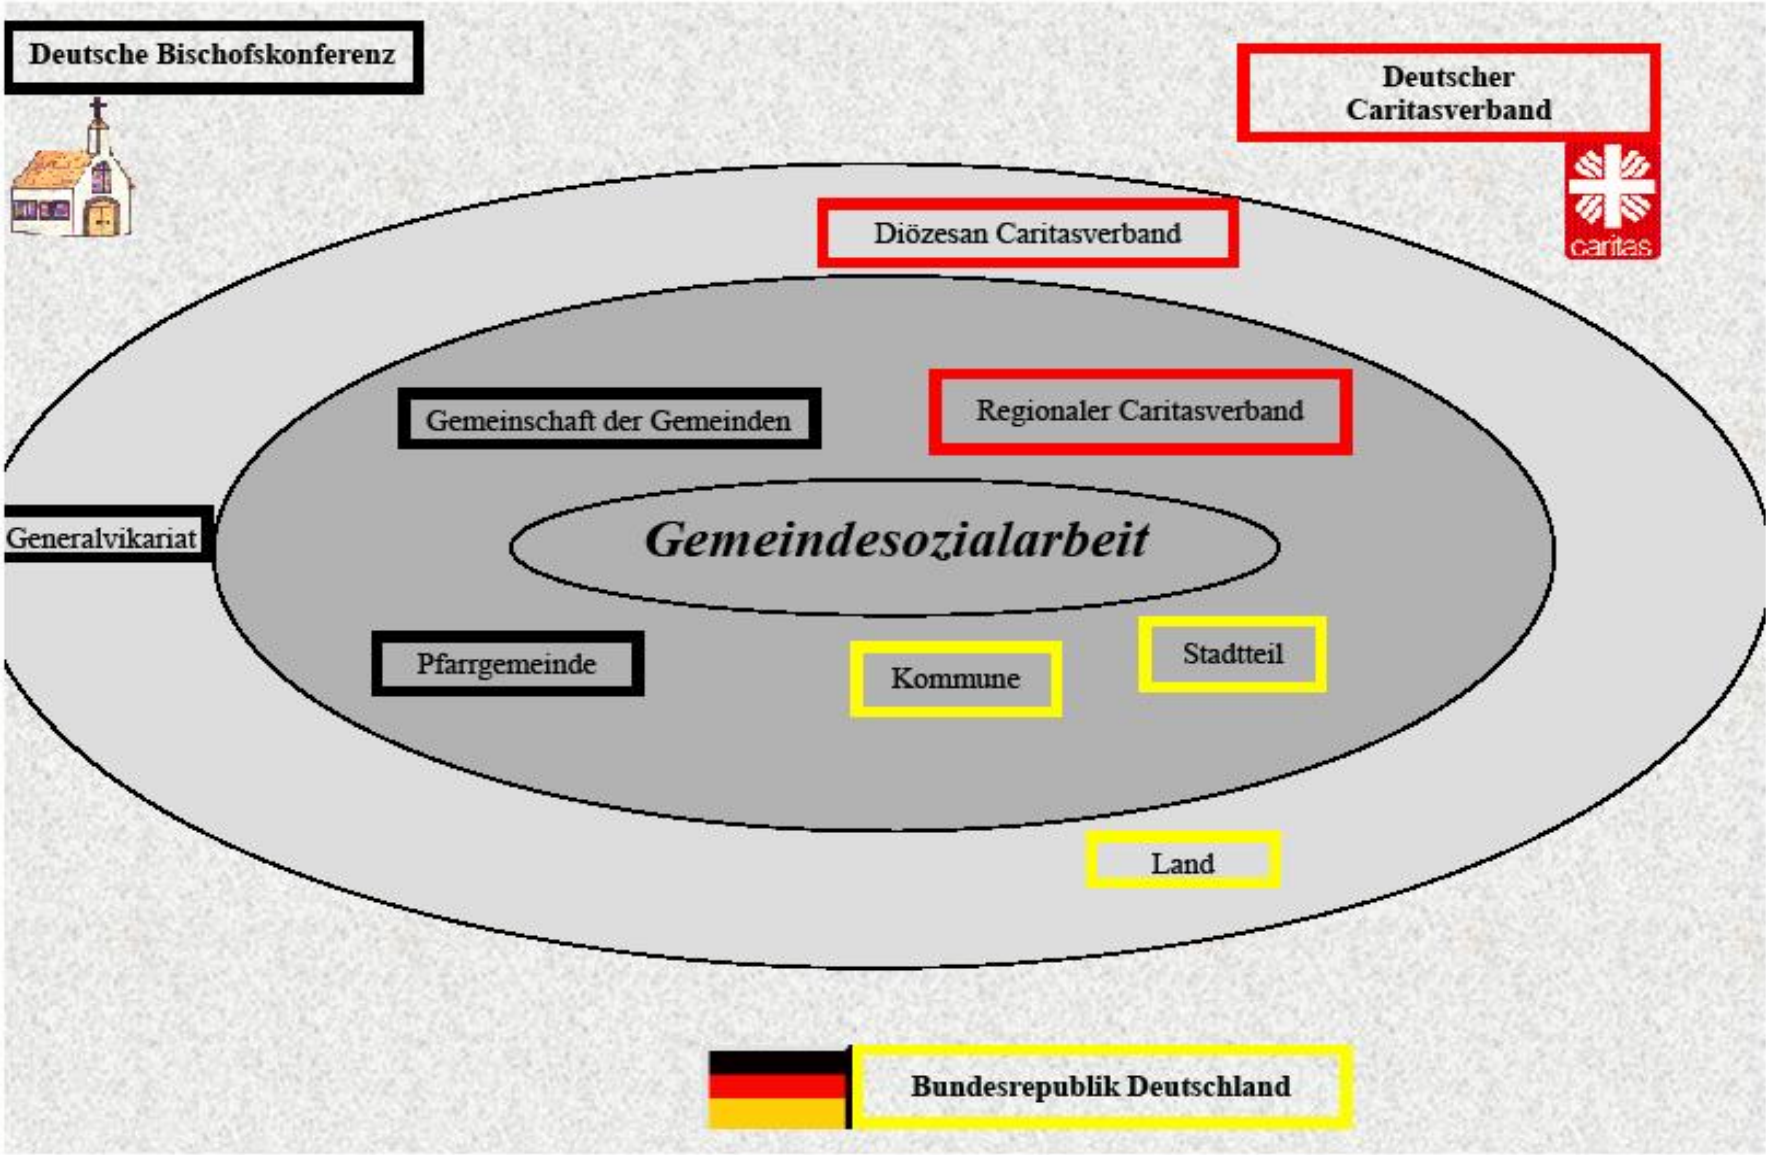 Deutsche Bischofskonferenz
Deutscher
Caritasverband
caritas
Diözesan Caritasverband
Gemeinschaft der Gemeinden
Regionaler Caritasverband
Generalvikariat
Gemeindesozialarbeit
Pfarrgemeinde
Kommune
Stadtteil
Land
Bundesrepublik Deutschland